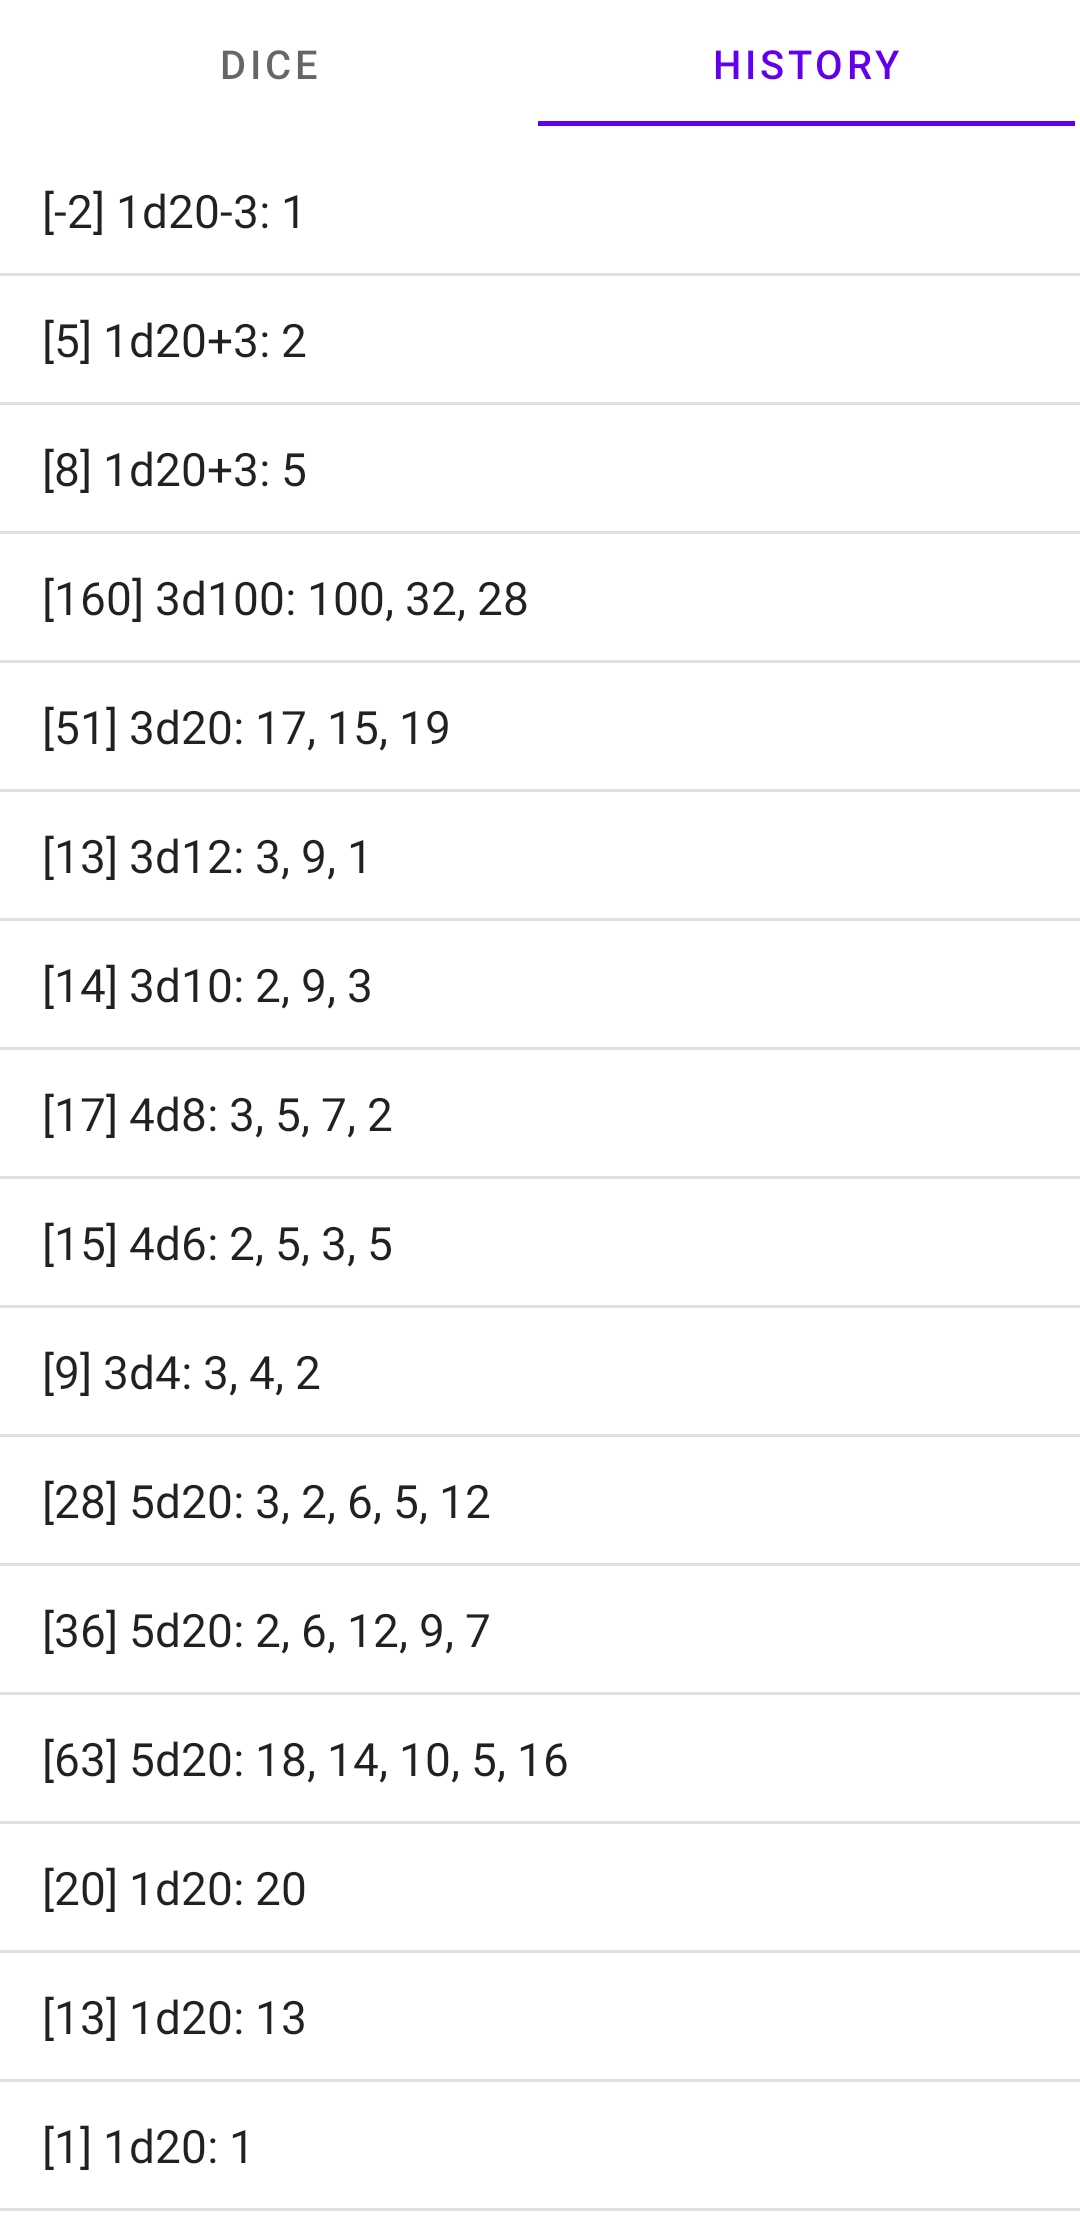 DICE HISTORY
[-2] 1d20-3: 1
[5] 1d20+3: 2
[8] 1d20+3: 5
[160] 3d100: 100, 32, 28
[51] 3d20: 17, 15, 19
[13] 3d12: 3, 9, 1
[14] 3d10: 2, 9, 3
[17] 4d8: 3, 5, 7, 2
[15] 4d6: 2, 5, 3, 5
[9] 3d4: 3, 4, 2
[28] 5d20: 3, 2, 6, 5, 12
[36] 5d20: 2, 6, 12, 9, 7
[63] 5d20: 18, 14, 10, 5, 16
[20] 1d20: 20
[13] 1d20: 13
[1] 1d20: 1